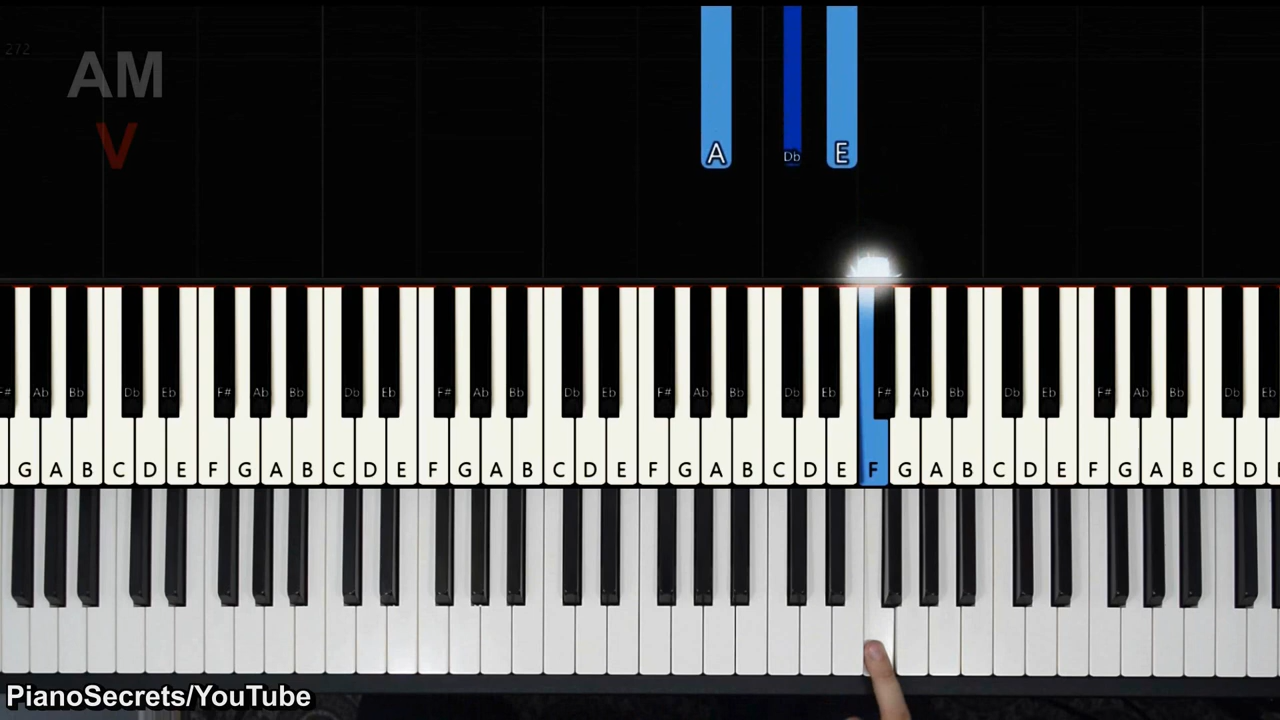 272
AM
V
A Db E
F# Ab Bb Db Eb F# Ab Bb Db Eb F# Ab Bb Db Eb F# Ab Bb Db Eb F# Ab Bb Db Eb F# Ab Bb Db Eb
G A B C D E F G A B C D E F G A B C D E F G A B C D E F G A B C D E F G A B C D
PianoSecrets/YouTube